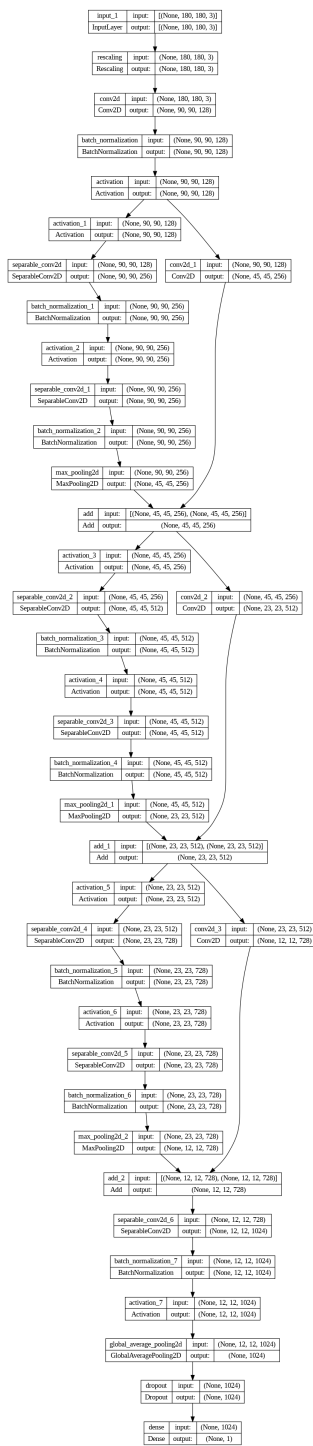 input_1 input: [(None, 180, 180, 3)]
InputLayer output: [(None, 180, 180, 3)]
rescaling input: (None, 180, 180, 3)
Rescaling output: (None, 180, 180, 3)
conv2d input: (None, 180, 180, 3)
Conv2D output: (None, 90, 90, 128)
batch_normalization input: (None, 90, 90, 128)
BatchNormalization output: (None, 90, 90, 128)
activation input: (None, 90, 90, 128)
Activation output: (None, 90, 90, 128)
activation_1 input: (None, 90, 90, 128)
Activation output: (None, 90, 90, 128)
separable_conv2d input: (None, 90, 90, 128)
SeparableConv2D output: (None, 90, 90, 256)
conv2d_1 input: (None, 90, 90, 128)
Conv2D output: (None, 45, 45, 256)
batch_normalization_1 input: (None, 90, 90, 256)
BatchNormalization output: (None, 90, 90, 256)
activation_2 input: (None, 90, 90, 256)
Activation output: (None, 90, 90, 256)
separable_conv2d_1 input: (None, 90, 90, 256)
SeparableConv2D output: (None, 90, 90, 256)
batch_normalization_2 input: (None, 90, 90, 256)
BatchNormalization output: (None, 90, 90, 256)
max_pooling2d input: (None, 90, 90, 256)
MaxPooling2D output: (None, 45, 45, 256)
add input: [(None, 45, 45, 256), (None, 45, 45, 256)]
Add output: (None, 45, 45, 256)
activation_3 input: (None, 45, 45, 256)
Activation output: (None, 45, 45, 256)
separable_conv2d_2 input: (None, 45, 45, 256)
SeparableConv2D output: (None, 45, 45, 512)
conv2d_2 input: (None, 45, 45, 256)
Conv2D output: (None, 23, 23, 512)
batch_normalization_3 input: (None, 45, 45, 512)
BatchNormalization output: (None, 45, 45, 512)
activation_4 input: (None, 45, 45, 512)
Activation output: (None, 45, 45, 512)
separable_conv2d_3 input: (None, 45, 45, 512)
SeparableConv2D output: (None, 45, 45, 512)
batch_normalization_4 input: (None, 45, 45, 512)
BatchNormalization output: (None, 45, 45, 512)
max_pooling2d_1 input: (None, 45, 45, 512)
MaxPooling2D output: (None, 23, 23, 512)
add_1 input: [(None, 23, 23, 512), (None, 23, 23, 512)]
Add output: (None, 23, 23, 512)
activation_5 input: (None, 23, 23, 512)
Activation output: (None, 23, 23, 512)
separable_conv2d_4 input: (None, 23, 23, 512)
SeparableConv2D output: (None, 23, 23, 728)
conv2d_3 input: (None, 23, 23, 512)
Conv2D output: (None, 12, 12, 728)
batch_normalization_5 input: (None, 23, 23, 728)
BatchNormalization output: (None, 23, 23, 728)
activation_6 input: (None, 23, 23, 728)
Activation output: (None, 23, 23, 728)
separable_conv2d_5 input: (None, 23, 23, 728)
SeparableConv2D output: (None, 23, 23, 728)
batch_normalization_6 input: (None, 23, 23, 728)
BatchNormalization output: (None, 23, 23, 728)
max_pooling2d_2 input: (None, 23, 23, 728)
MaxPooling2D output: (None, 12, 12, 728)
add_2 input: [(None, 12, 12, 728), (None, 12, 12, 728)]
Add output: (None, 12, 12, 728)
separable_conv2d_6 input: (None, 12, 12, 728)
SeparableConv2D output: (None, 12, 12, 1024)
batch_normalization_7 input: (None, 12, 12, 1024)
BatchNormalization output: (None, 12, 12, 1024)
activation_7 input: (None, 12, 12, 1024)
Activation output: (None, 12, 12, 1024)
global_average_pooling2d input: (None, 12, 12, 1024)
GlobalAveragePooling2D output: (None, 1024)
dropout input: (None, 1024)
Dropout output: (None, 1024)
dense input: (None, 1024)
Dense output: (None, 1)